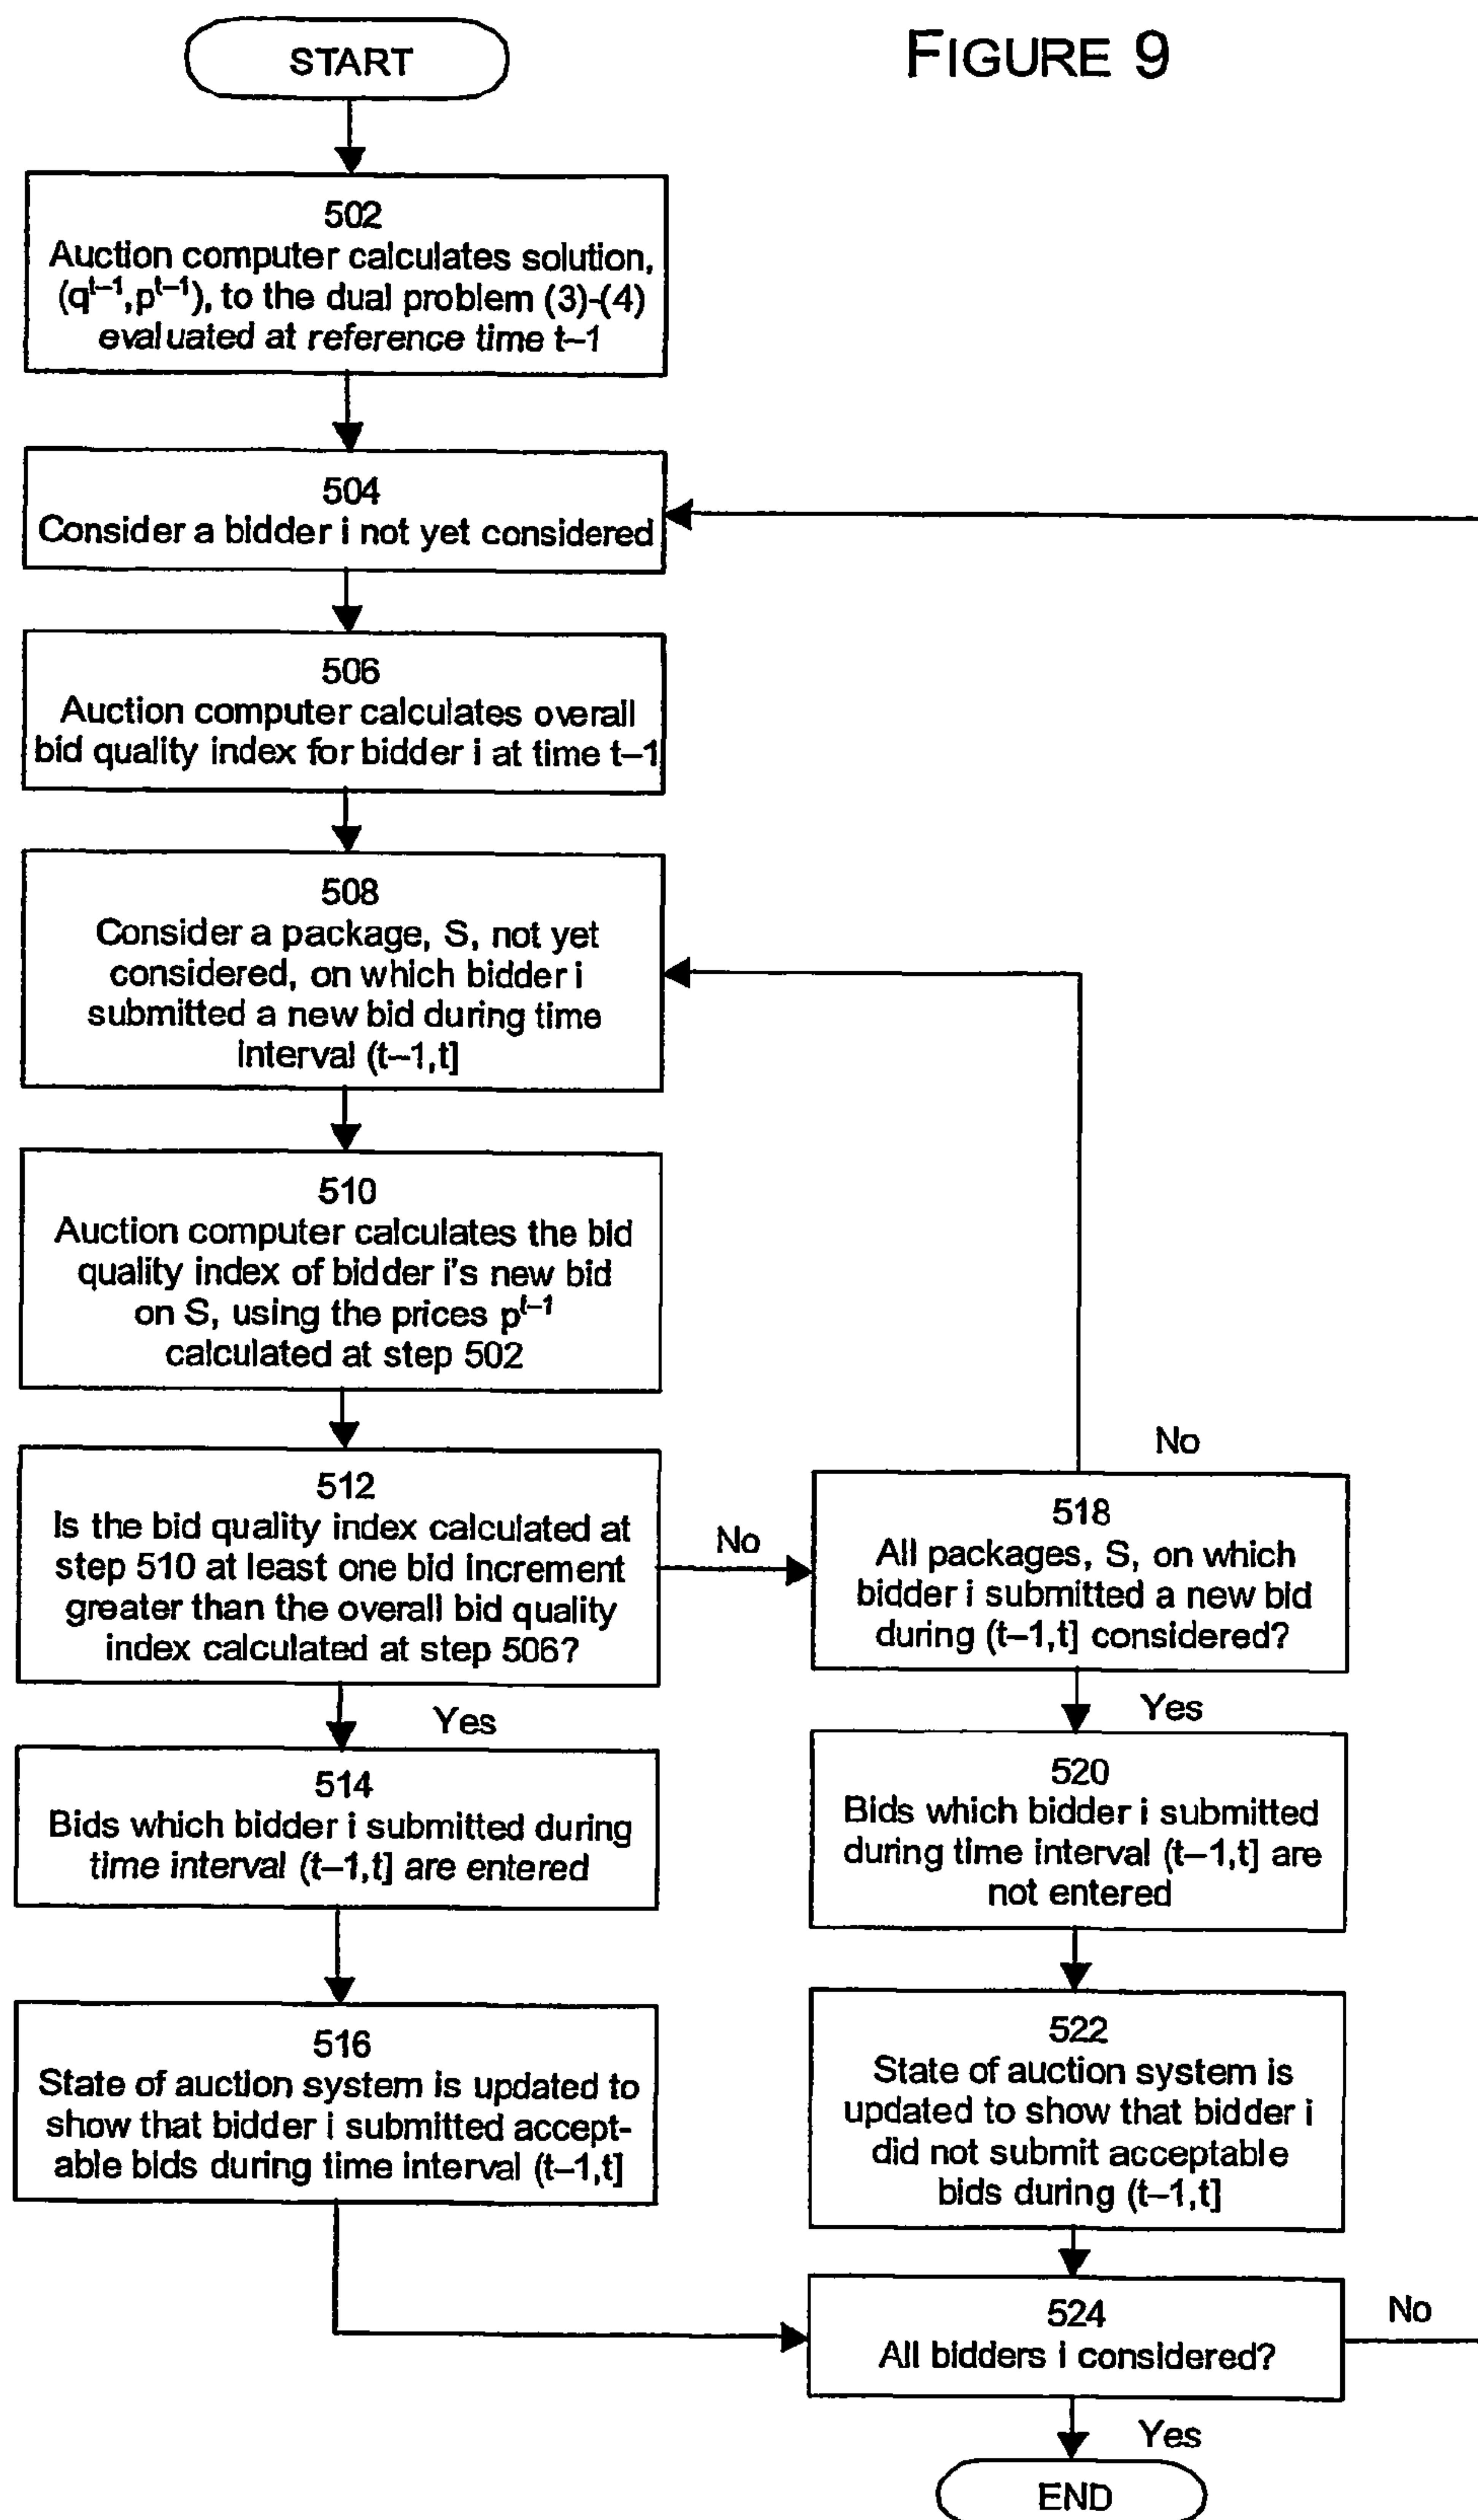 FIGURE 9
START
502
Auction computer calculates solution,
(qᵗ⁻¹,pᵗ⁻¹), to the dual problem (3)-(4)
evaluated at reference time t–1
504
Consider a bidder i not yet considered
506
Auction computer calculates overall
bid quality index for bidder i at time t–1
508
Consider a package, S, not yet
considered, on which bidder i
submitted a new bid during time
interval (t–1,t]
510
Auction computer calculates the bid
quality index of bidder i's new bid
on S, using the prices pᵗ⁻¹
calculated at step 502
512
Is the bid quality index calculated at
step 510 at least one bid increment
greater than the overall bid quality
index calculated at step 506?
No
Yes
514
Bids which bidder i submitted during
time interval (t–1,t] are entered
516
State of auction system is updated to
show that bidder i submitted accept-
able bids during time interval (t–1,t]
No
518
All packages, S, on which
bidder i submitted a new bid
during (t–1,t] considered?
Yes
520
Bids which bidder i submitted
during time interval (t–1,t] are
not entered
522
State of auction system is
updated to show that bidder i
did not submit acceptable
bids during (t–1,t]
524
All bidders i considered?
No
Yes
END